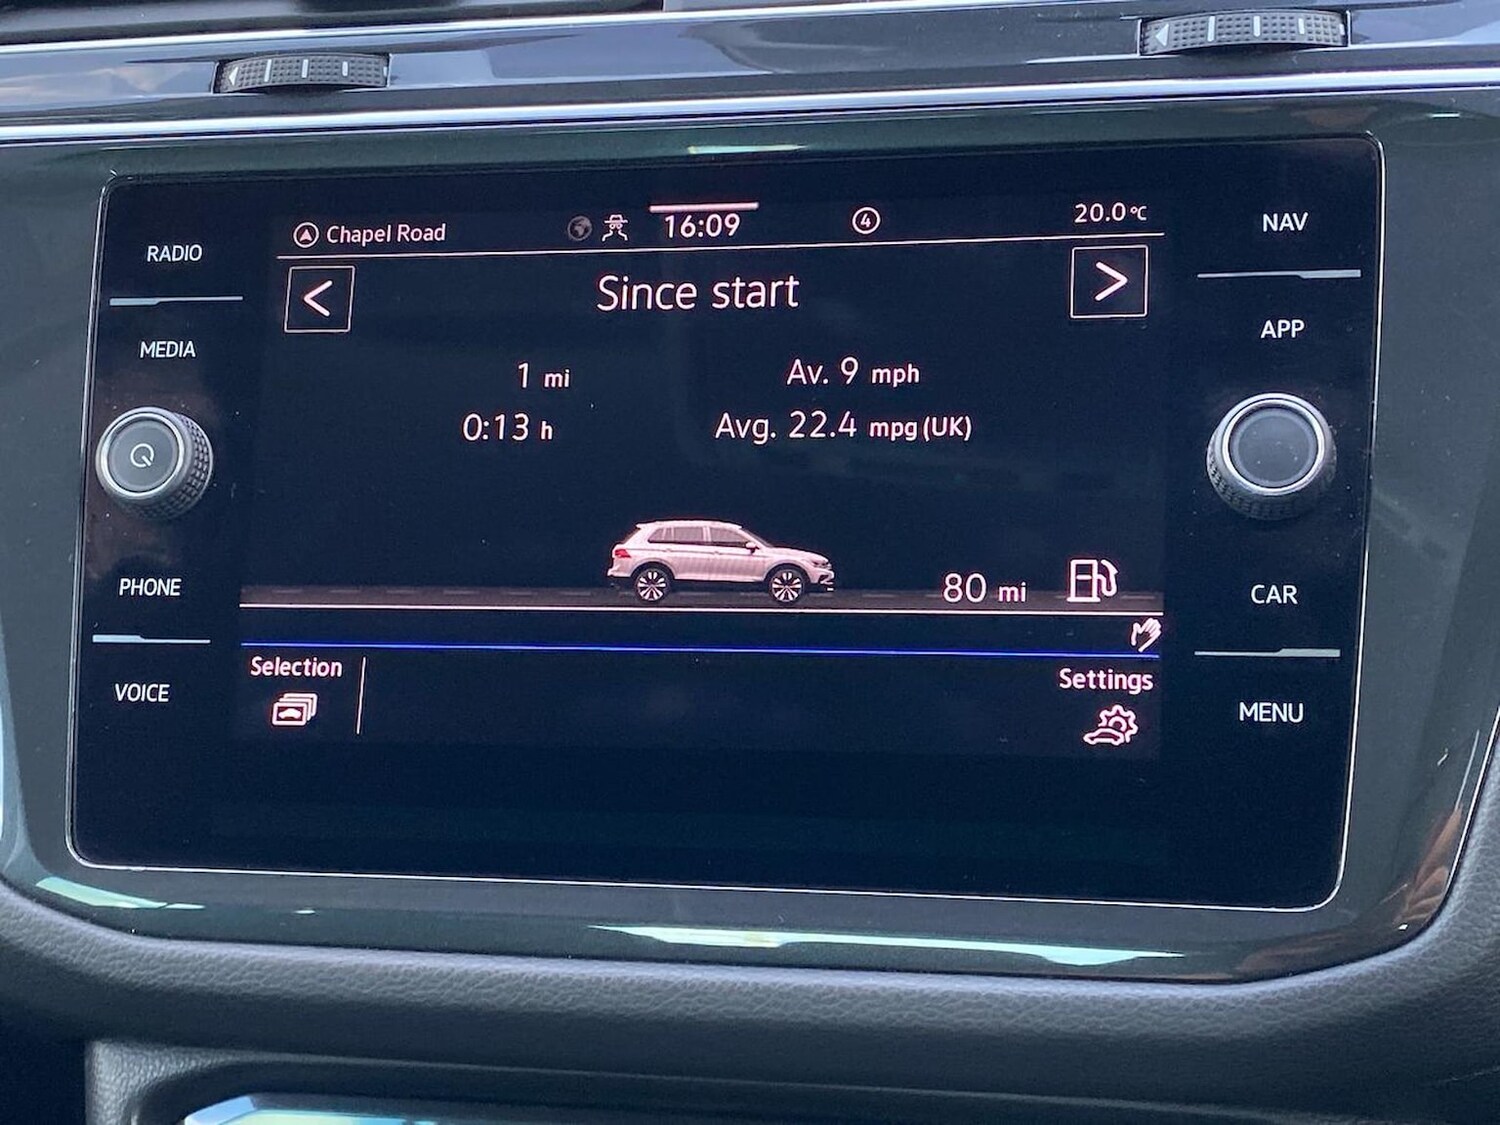 Chapel Road
16:09
4
20.0 °C
<
Since start
>
1 mi
Av. 9 mph
0:13 h
Avg. 22.4 mpg (UK)
80 mi
Selection
Settings
RADIO
MEDIA
PHONE
VOICE
NAV
APP
CAR
MENU